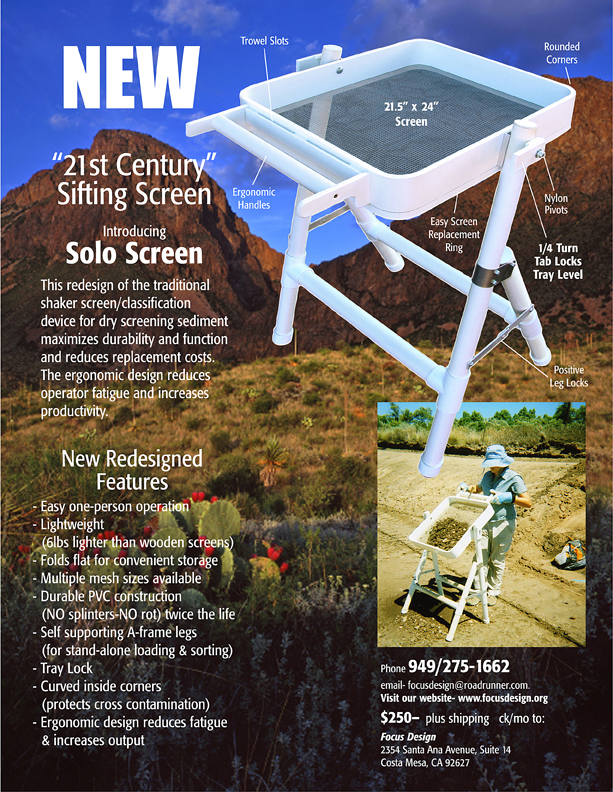 NEW
"21st Century"
Sifting Screen
Introducing
Solo Screen
This redesign of the traditional
shaker screen/classification
device for dry screening sediment
maximizes durability and function
and reduces replacement costs.
The ergonomic design reduces
operator fatigue and increases
productivity.
New Redesigned
Features
- Easy one-person operation
- Lightweight
(6lbs lighter than wooden screens)
- Folds flat for convenient storage
- Multiple mesh sizes available
- Durable PVC construction
(NO splinters-NO rot) twice the life
- Self supporting A-frame legs
(for stand-alone loading & sorting)
- Tray Lock
- Curved inside corners
(protects cross contamination)
- Ergonomic design reduces fatigue
& increases output
Trowel Slots
Rounded
Corners
21.5" x 24"
Screen
Ergonomic
Handles
Easy Screen
Replacement
Ring
Nylon
Pivots
1/4 Turn
Tab Locks
Tray Level
Positive
Leg Locks
Phone 949/275-1662
email- focusdesign@roadrunner.com.
Visit our website- www.focusdesign.org
$250– plus shipping ck/mo to:
Focus Design
2354 Santa Ana Avenue, Suite 14
Costa Mesa, CA 92627